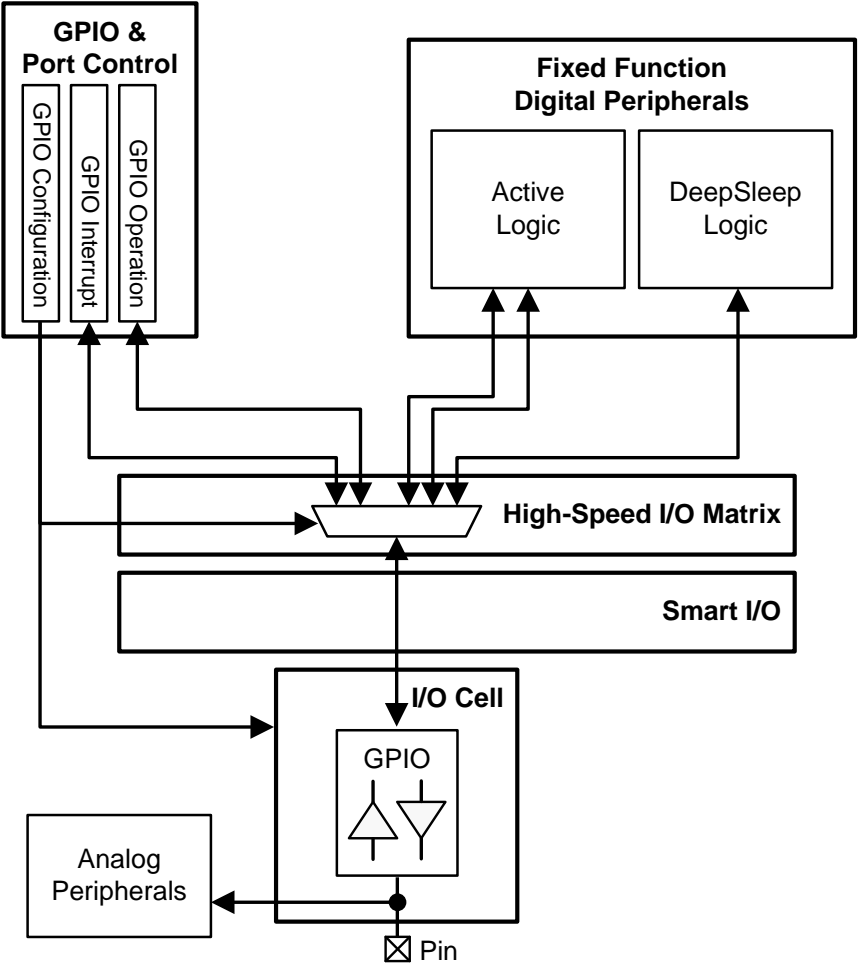 GPIO &
Port Control
GPIO Configuration
GPIO Interrupt
GPIO Operation
Fixed Function
Digital Peripherals
Active
Logic
DeepSleep
Logic
High-Speed I/O Matrix
Smart I/O
I/O Cell
GPIO
Analog
Peripherals
Pin